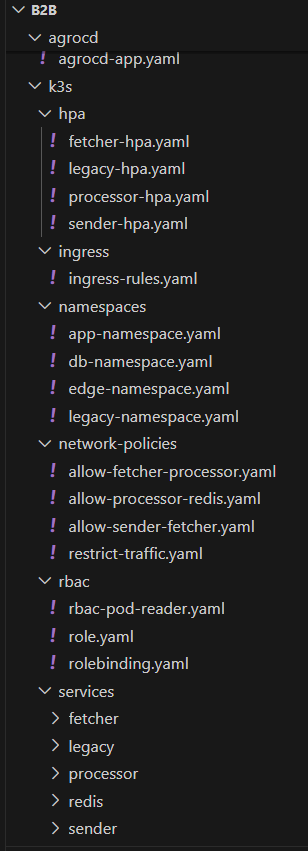 B2B
agrocd
agrocd-app.yaml
k3s
hpa
! fetcher-hpa.yaml
! legacy-hpa.yaml
! processor-hpa.yaml
! sender-hpa.yaml
ingress
! ingress-rules.yaml
namespaces
! app-namespace.yaml
! db-namespace.yaml
! edge-namespace.yaml
! legacy-namespace.yaml
network-policies
! allow-fetcher-processor.yaml
! allow-processor-redis.yaml
! allow-sender-fetcher.yaml
! restrict-traffic.yaml
rbac
! rbac-pod-reader.yaml
! role.yaml
! rolebinding.yaml
services
fetcher
legacy
processor
redis
sender